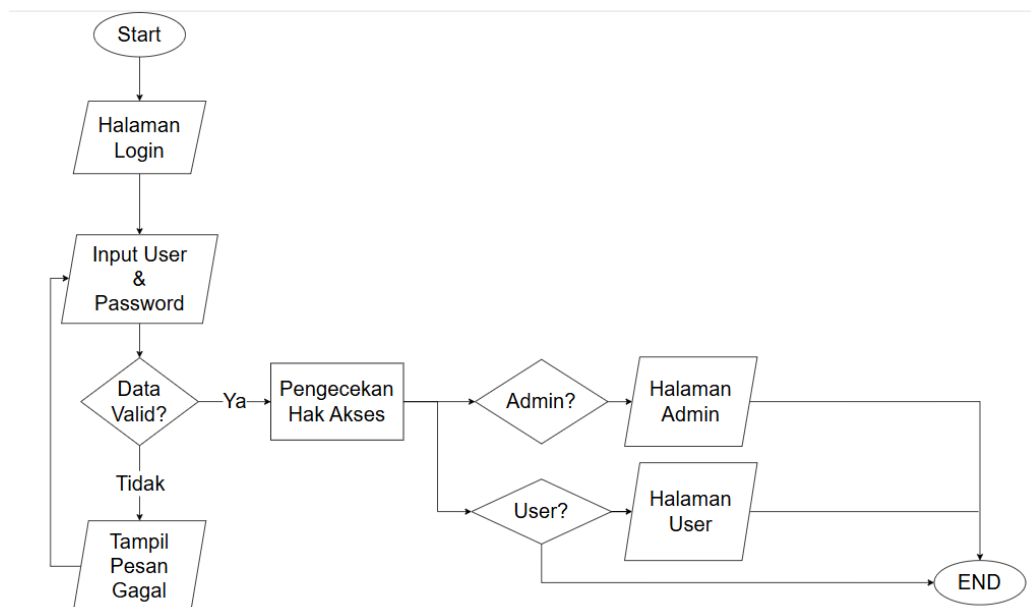 Start
Halaman
Login
Input User
&
Password
Data
Valid?
Ya
Pengecekan
Hak Akses
Admin?
Halaman
Admin
User?
Halaman
User
Tidak
Tampil
Pesan
Gagal
END